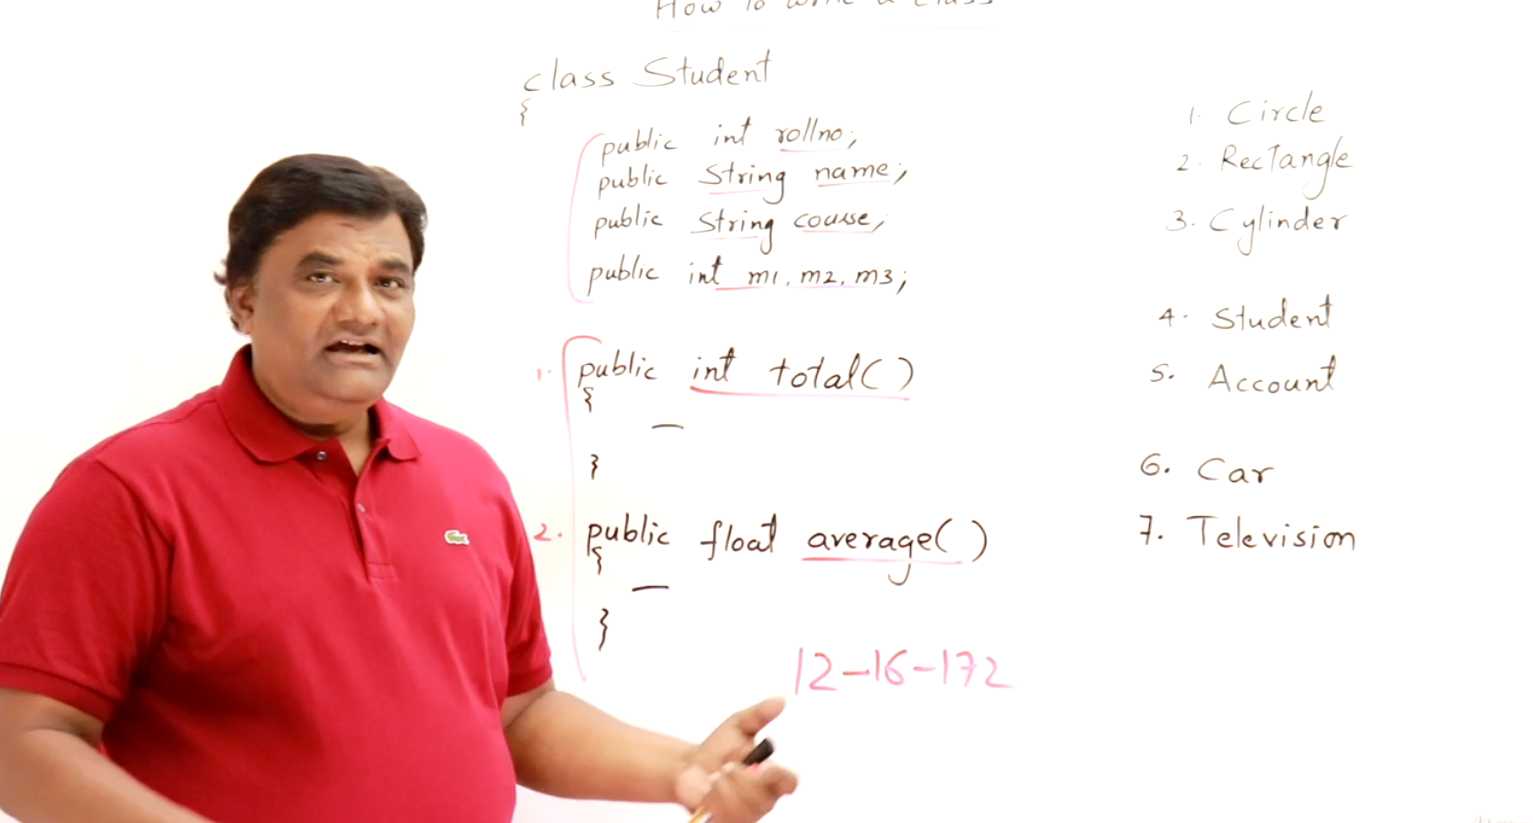 How to write a class
class Student
{
public int rollno;
public String name;
public String course;
public int m1, m2, m3;
1. public int total()
{
—
}
2. public float average()
{
—
}
12-16-172
1. Circle
2. Rectangle
3. Cylinder
4. Student
5. Account
6. Car
7. Television